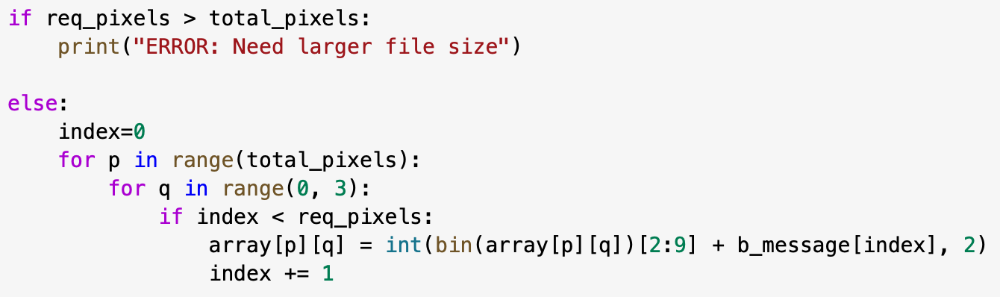 if req_pixels > total_pixels:
    print("ERROR: Need larger file size")

else:
    index=0
    for p in range(total_pixels):
        for q in range(0, 3):
            if index < req_pixels:
                array[p][q] = int(bin(array[p][q])[2:9] + b_message[index], 2)
                index += 1